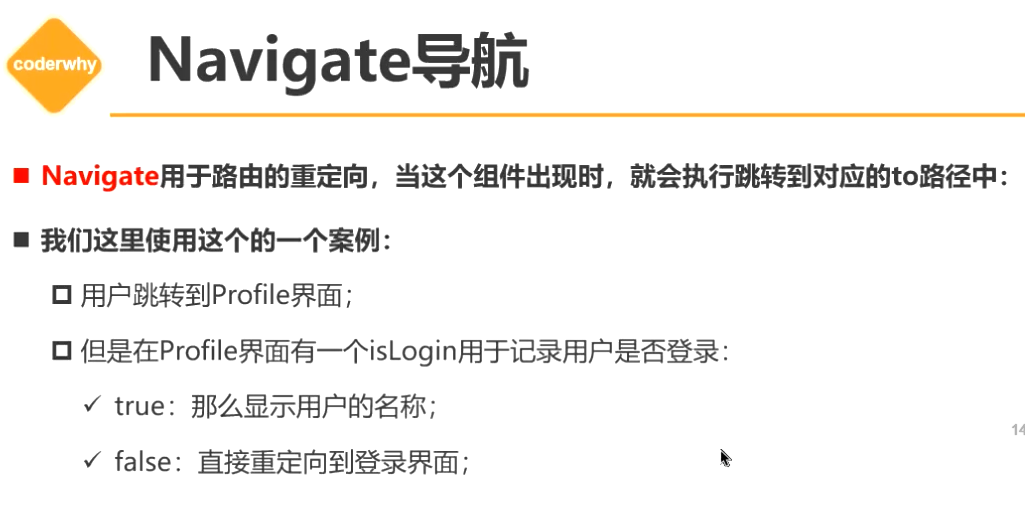 coderwhy
Navigate导航
Navigate用于路由的重定向，当这个组件出现时，就会执行跳转到对应的to路径中：
我们这里使用这个的一个案例：
用户跳转到Profile界面；
但是在Profile界面有一个isLogin用于记录用户是否登录：
true：那么显示用户的名称；
false：直接重定向到登录界面；
14